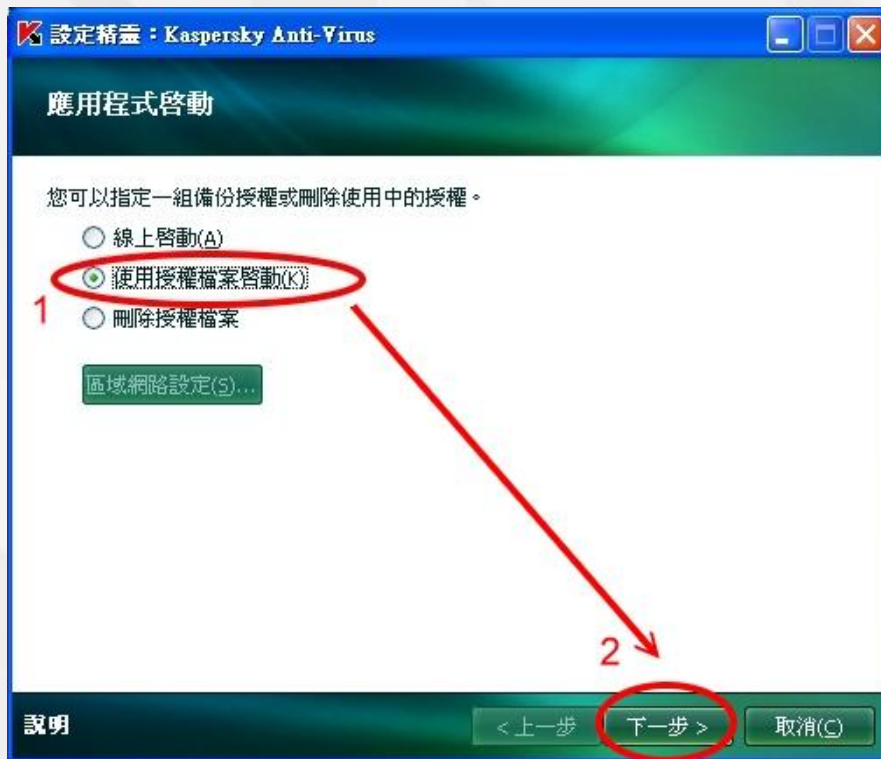 設定精靈：Kaspersky Anti-Virus
應用程式啓動
您可以指定一組備份授權或刪除使用中的授權。
線上啓動(A)
使用授權檔案啓動(K)
1
刪除授權檔案
區域網路設定(S)...
2
說明
<上一步
下一步 >
取消(C)